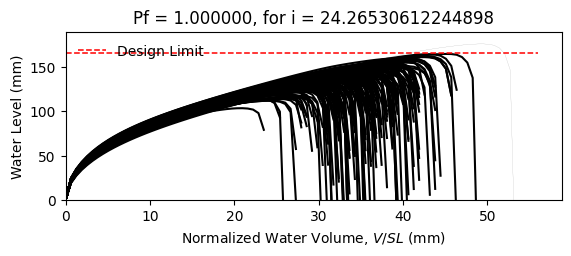 Pf = 1.000000, for i = 24.26530612244898
Design Limit
Water Level (mm)
150
100
50
0
0 10 20 30 40 50
Normalized Water Volume, V/SL (mm)